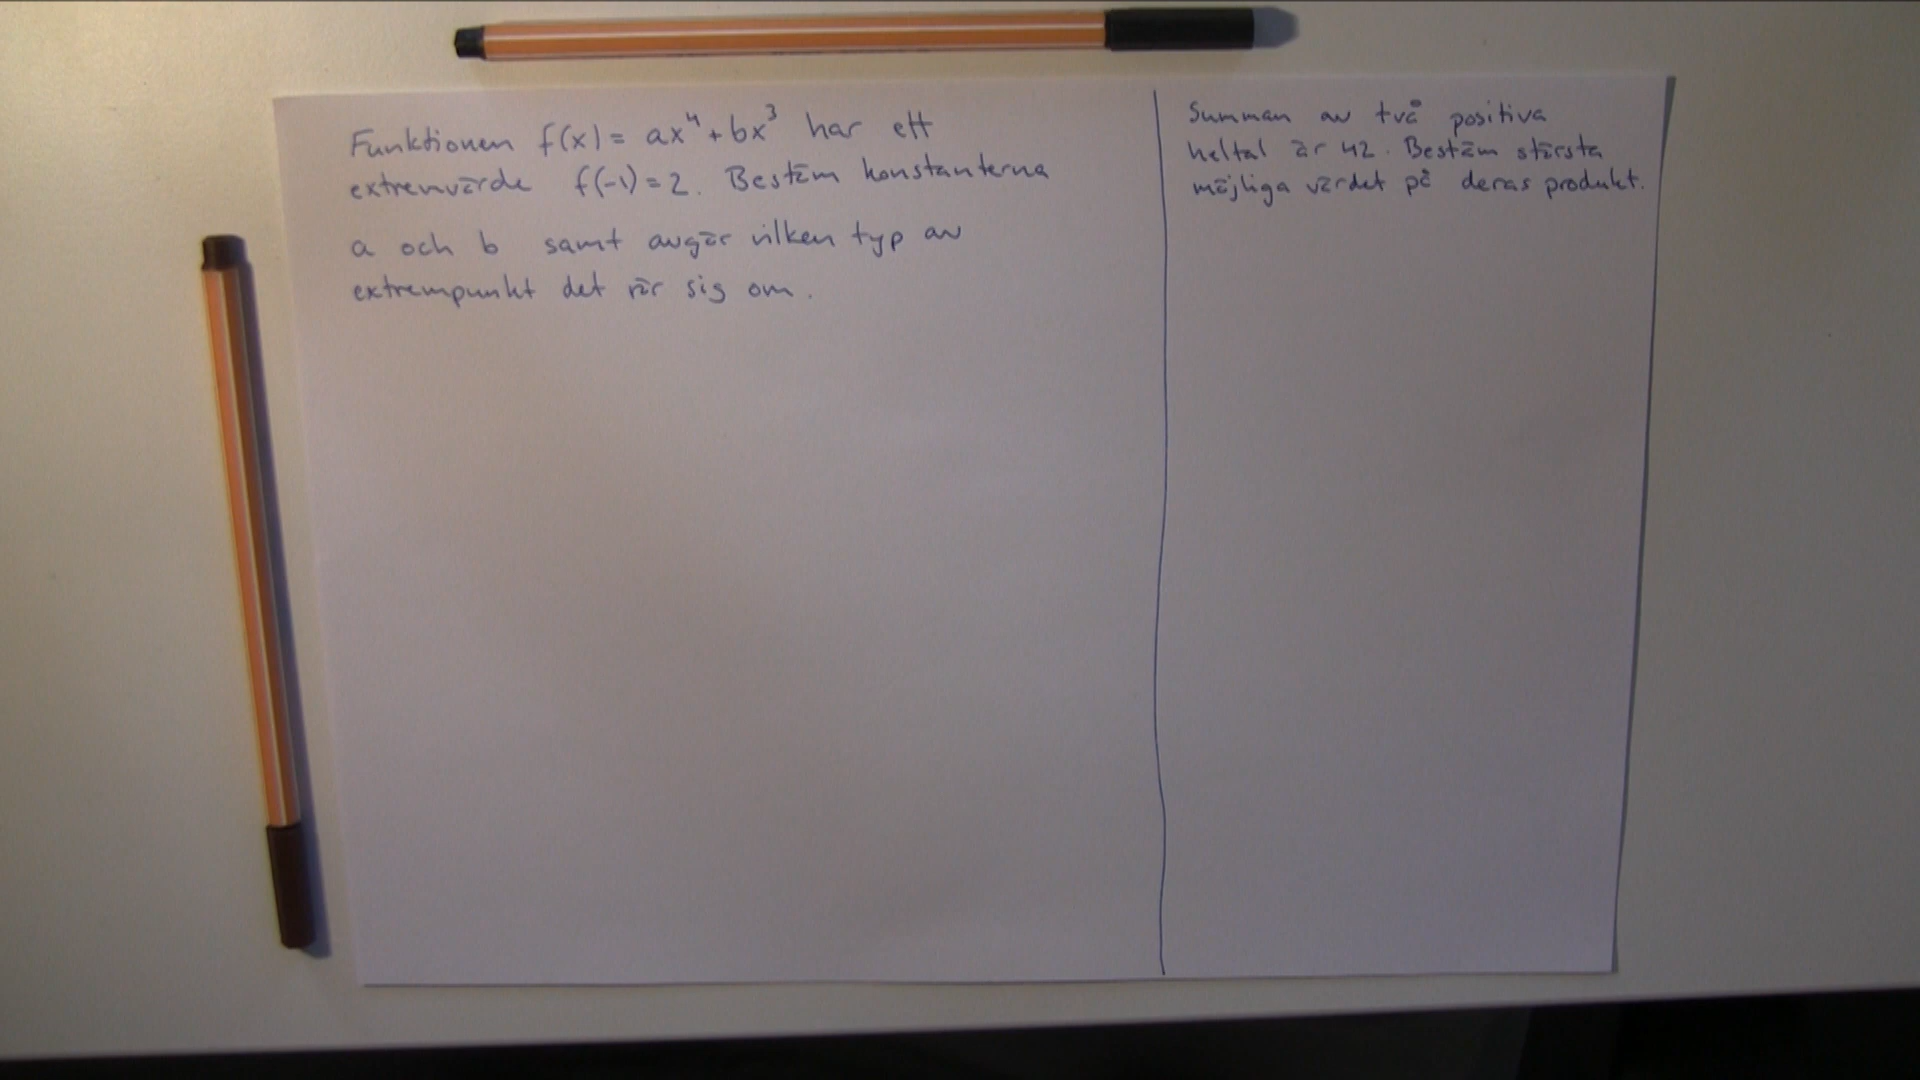 Funktionen f(x) = ax⁴ + bx³ har ett
extremvärde f(-1) = 2. Bestäm konstanterna
a och b samt avgör vilken typ av
extrempunkt det rör sig om.
Summan av två positiva
heltal är 42. Bestäm största
möjliga värdet på deras produkt.